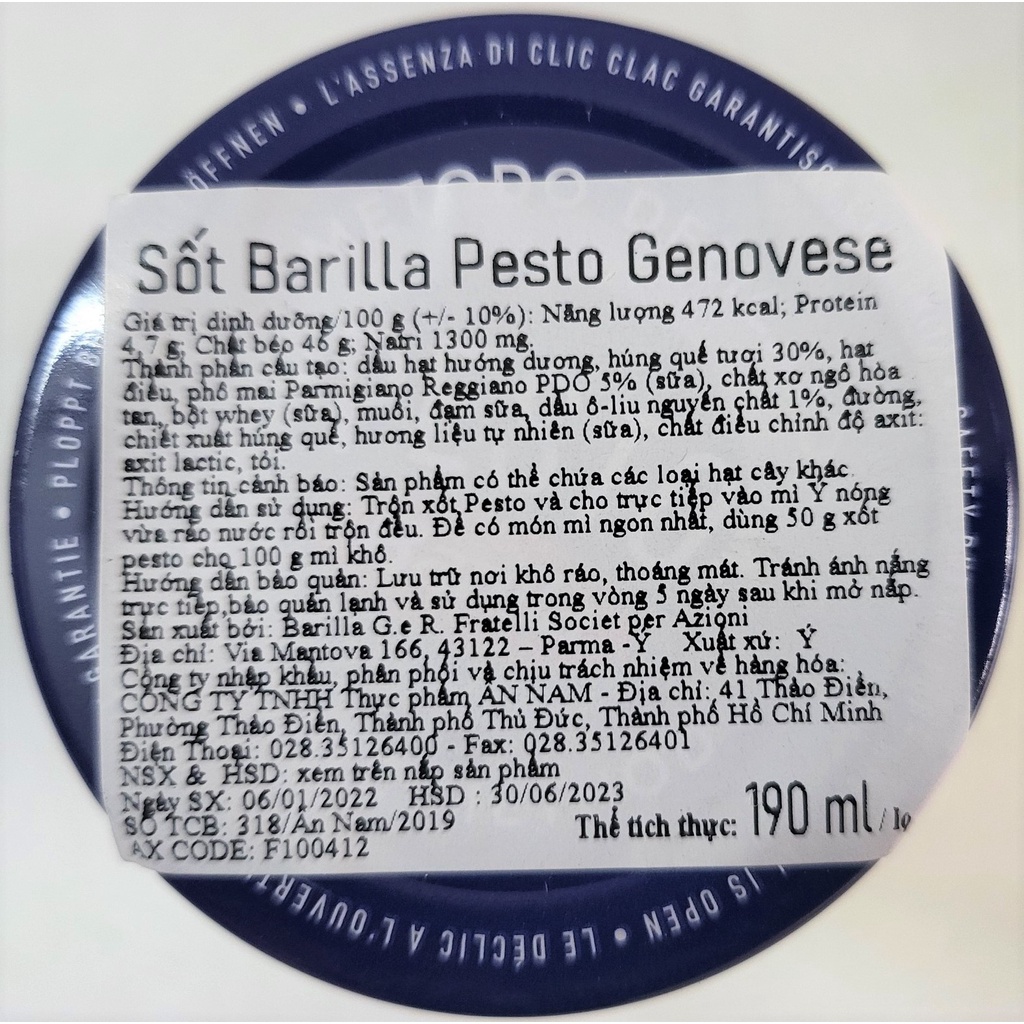 ÖFFNEN • L'ASSENZA DI CLIC CLAC GARANTISC
Sốt Barilla Pesto Genovese
Giá trị dinh dưỡng/100 g (+/- 10%): Năng lượng 472 kcal; Protein
4,7 g; Chất béo 46 g; Natri 1300 mg.
Thành phần cấu tạo: dầu hạt hướng dương, húng quế tươi 30%, hạt
điều, phô mai Parmigiano Reggiano PDO 5% (sữa), chất xơ ngô hòa
tan, bột whey (sữa), muối, đạm sữa, dầu ô-liu nguyên chất 1%, đường,
chiết xuất húng quế, hương liệu tự nhiên (sữa), chất điều chỉnh độ axit:
axit lactic, tỏi.
Thông tin cảnh báo: Sản phẩm có thể chứa các loại hạt cây khác.
Hướng dẫn sử dụng: Trộn xốt Pesto và cho trực tiếp vào mì Ý nóng
vừa ráo nước rồi trộn đều. Để có món mì ngon nhất, dùng 50 g xốt
pesto cho 100 g mì khô.
Hướng dẫn bảo quản: Lưu trữ nơi khô ráo, thoáng mát. Tránh ánh nắng
trực tiếp,bảo quản lạnh và sử dụng trong vòng 5 ngày sau khi mở nắp.
Sản xuất bởi: Barilla G.e R. Fratelli Societ per Azioni
Địa chỉ: Via Mantova 166, 43122 – Parma -Ý Xuất xứ: Ý
Công ty nhập khẩu, phân phối và chịu trách nhiệm về hàng hóa:
CÔNG TY TNHH Thực phẩm AN NAM - Địa chỉ: 41 Thảo Điền,
Phường Thảo Điền, Thành phố Thủ Đức, Thành phố Hồ Chí Minh
Điện Thoại: 028.35126400 - Fax: 028.35126401
NSX & HSD: xem trên nắp sản phẩm
Ngày SX: 06/01/2022 HSD : 30/06/2023
SỐ TCB: 318/An Nam/2019
Thể tích thực: 190 ml / lọ
AX CODE: F100412
GARANTIE • PLOPPT
IS OPEN • LE DÉCLIC A L'OUVERT